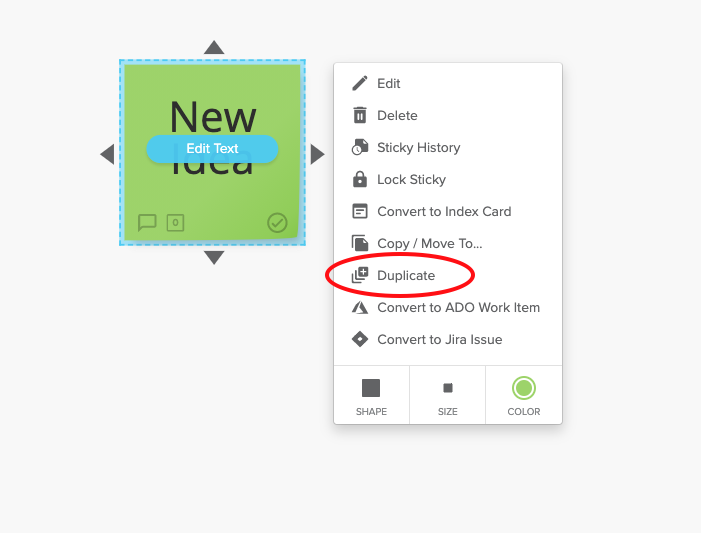 New
Idea
Edit Text
0
Edit
Delete
Sticky History
Lock Sticky
Convert to Index Card
Copy / Move To...
Duplicate
Convert to ADO Work Item
Convert to Jira Issue
SHAPE
SIZE
COLOR